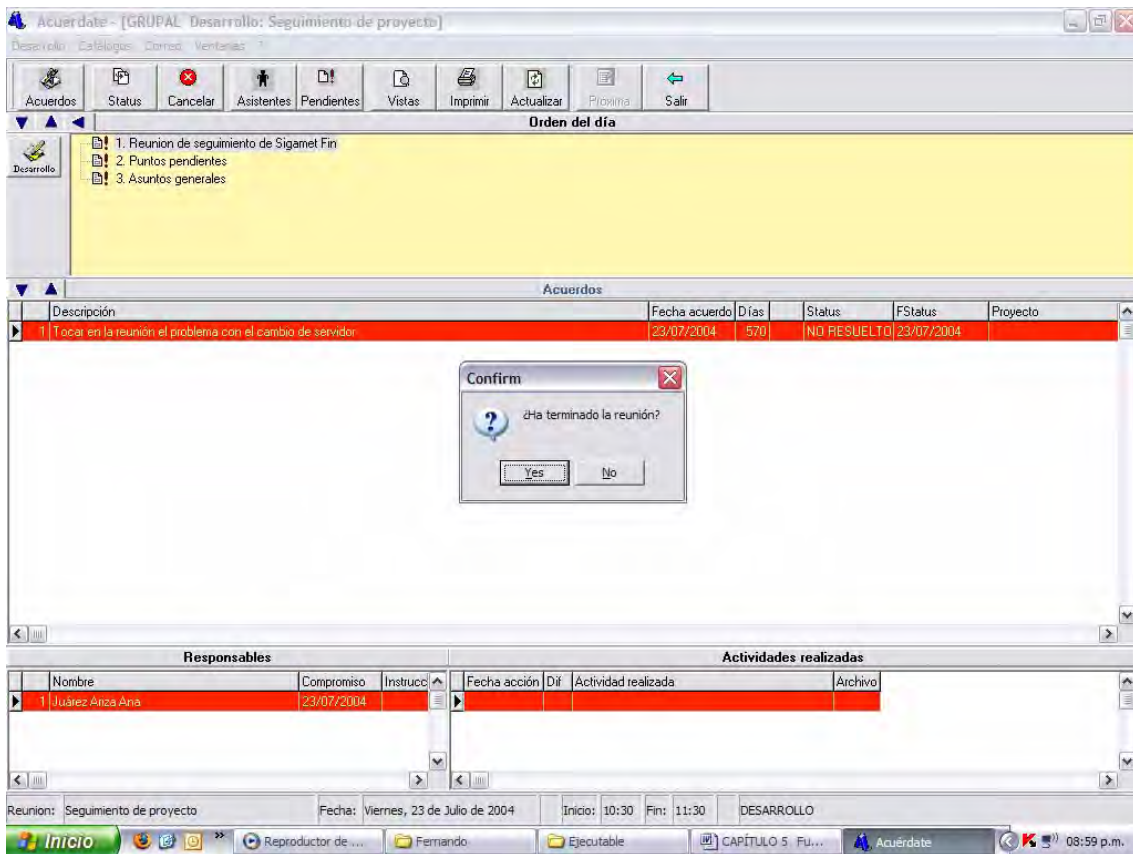 Acuerdate - [GRUPAL Desarrollo: Seguimiento de proyecto]
Desarrollo Catálogos Correo Ventanas ?
Acuerdos Status Cancelar Asistentes Pendientes Vistas Imprimir Actualizar Proxima Salir
Orden del día
Desarrollo
1. Reunion de seguimiento de Sigamet Fin
2. Puntos pendientes
3. Asuntos generales
Acuerdos
Descripción Fecha acuerdo Días Status FStatus Proyecto
1 Tocar en la reunión el problema con el cambio de servidor 23/07/2004 570 NO RESUELTO 23/07/2004
Confirm
¿Ha terminado la reunión?
Yes No
Responsables Actividades realizadas
Nombre Compromiso Instrucc Fecha acción Dif Actividad realizada Archivo
1 Juárez Ariza Ana 23/07/2004
Reunion: Seguimiento de proyecto Fecha: Viernes, 23 de Julio de 2004 Inicio: 10:30 Fin: 11:30 DESARROLLO
Inicio » Reproductor de ... Fernando Ejecutable CAPÍTULO 5 Fu... Acuérdate 08:59 p.m.